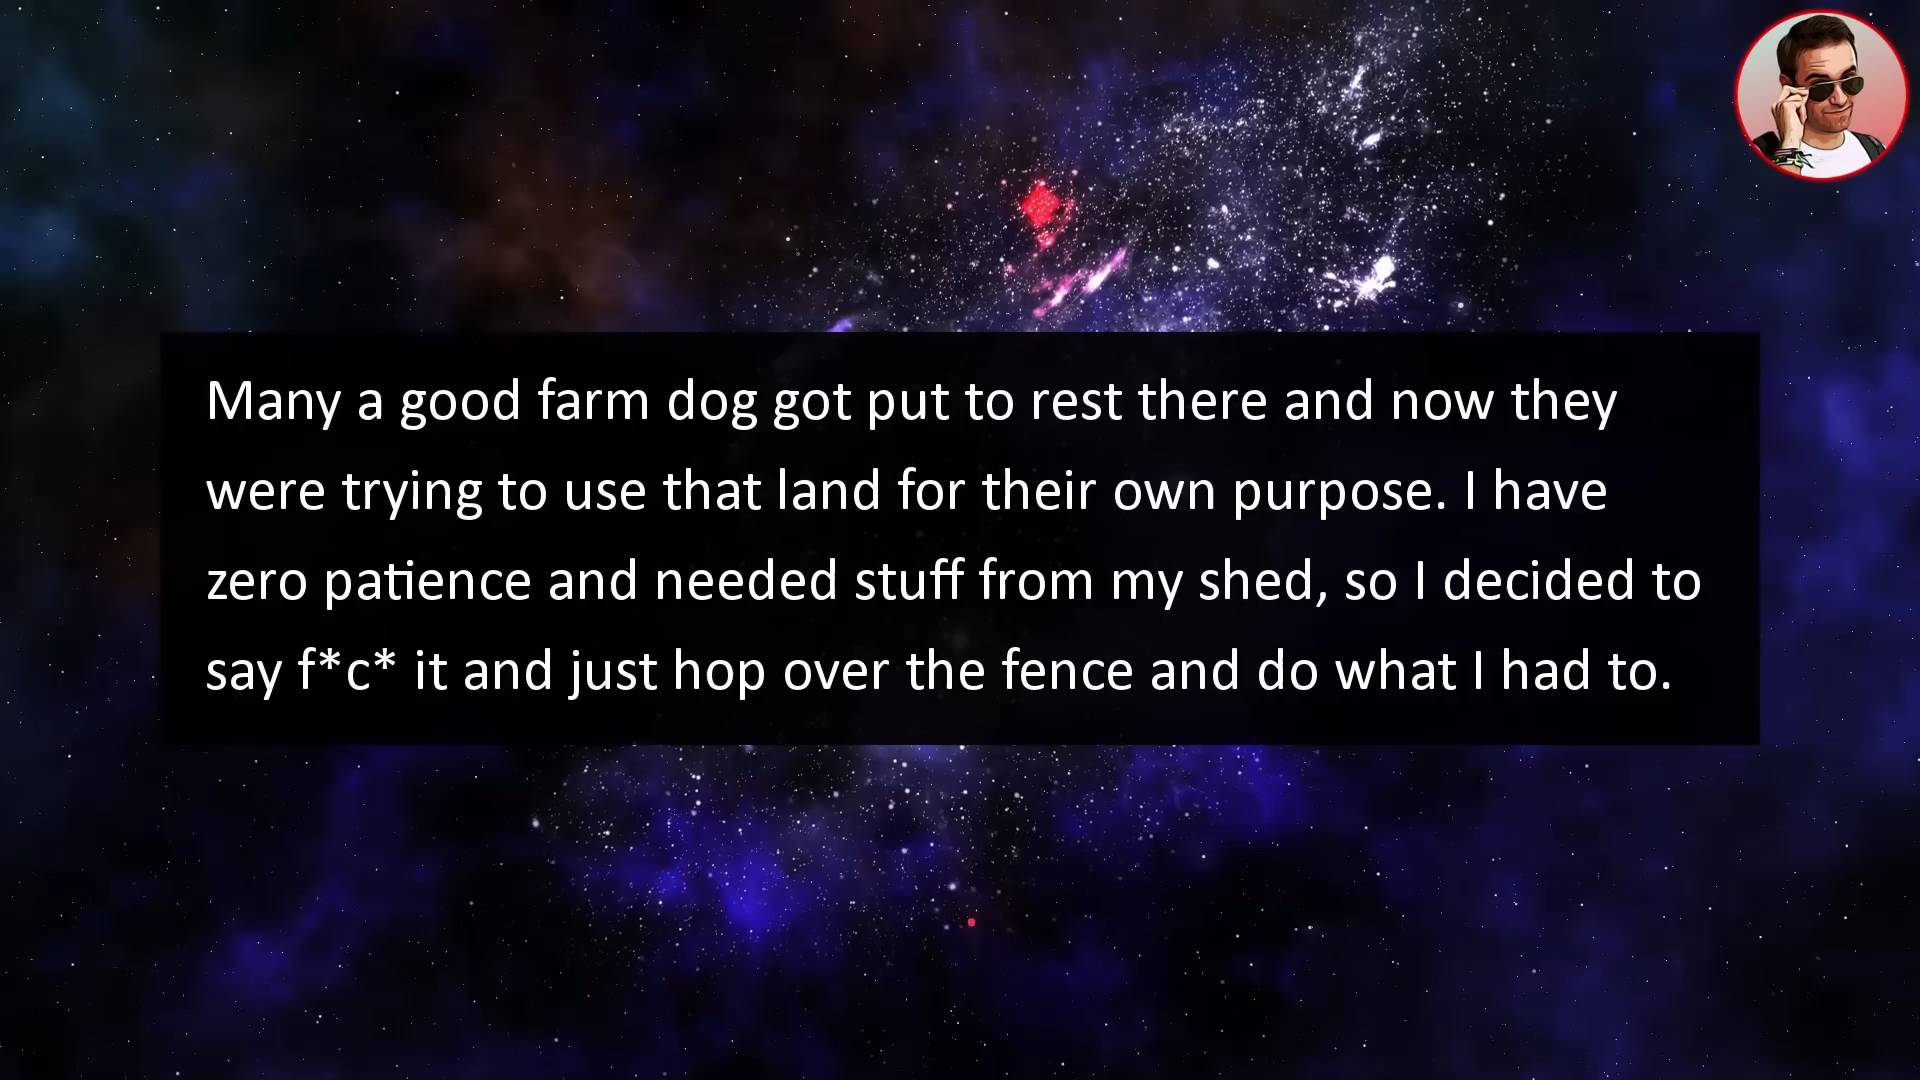 Many a good farm dog got put to rest there and now they
were trying to use that land for their own purpose. I have
zero patience and needed stuff from my shed, so I decided to
say f*c* it and just hop over the fence and do what I had to.